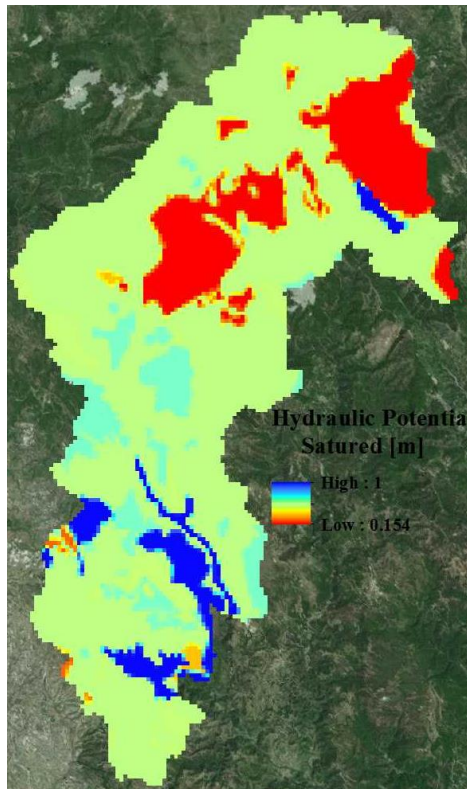 Hydraulic Potentia
Satured [m]
High : 1
Low : 0.154